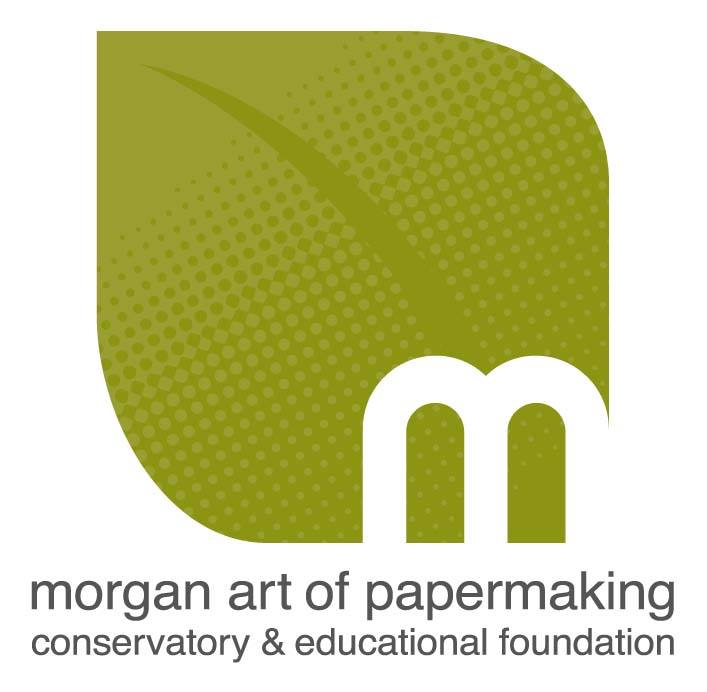 m
morgan art of papermaking
conservatory & educational foundation